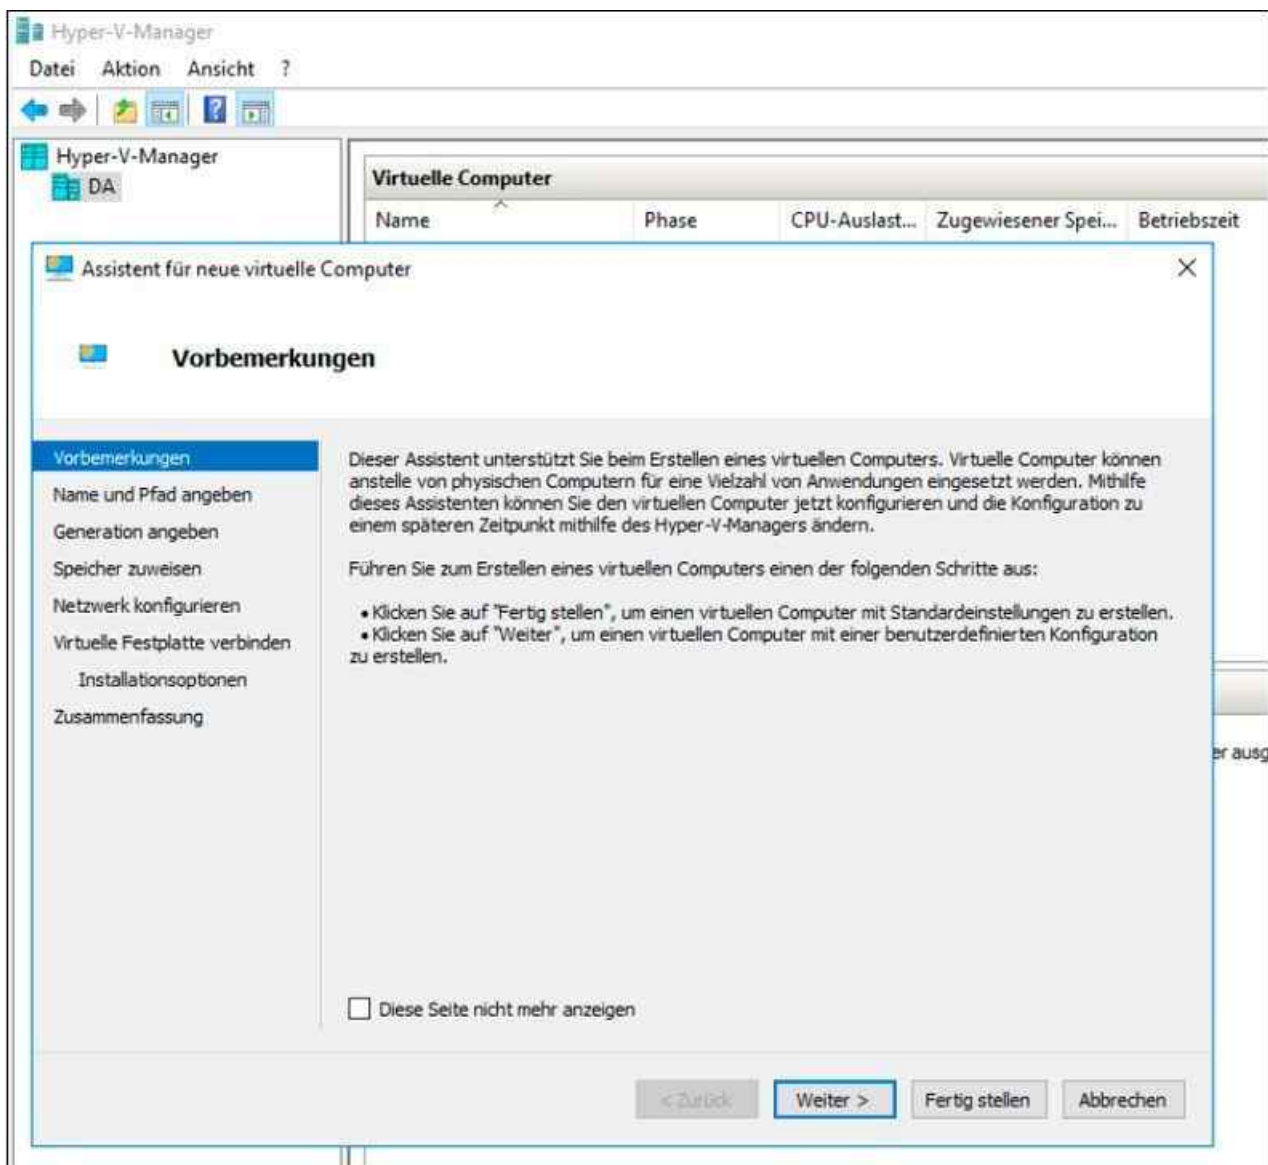 Hyper-V-Manager
Datei Aktion Ansicht ?
Hyper-V-Manager
DA
Virtuelle Computer
Name Phase CPU-Auslast... Zugewiesener Spei... Betriebszeit
Assistent für neue virtuelle Computer
Vorbemerkungen
Vorbemerkungen
Name und Pfad angeben
Generation angeben
Speicher zuweisen
Netzwerk konfigurieren
Virtuelle Festplatte verbinden
Installationsoptionen
Zusammenfassung
Dieser Assistent unterstützt Sie beim Erstellen eines virtuellen Computers. Virtuelle Computer können
anstelle von physischen Computern für eine Vielzahl von Anwendungen eingesetzt werden. Mithilfe
dieses Assistenten können Sie den virtuellen Computer jetzt konfigurieren und die Konfiguration zu
einem späteren Zeitpunkt mithilfe des Hyper-V-Managers ändern.
Führen Sie zum Erstellen eines virtuellen Computers einen der folgenden Schritte aus:
• Klicken Sie auf "Fertig stellen", um einen virtuellen Computer mit Standardeinstellungen zu erstellen.
• Klicken Sie auf "Weiter", um einen virtuellen Computer mit einer benutzerdefinierten Konfiguration
zu erstellen.
er ausg
Diese Seite nicht mehr anzeigen
< Zurück Weiter > Fertig stellen Abbrechen